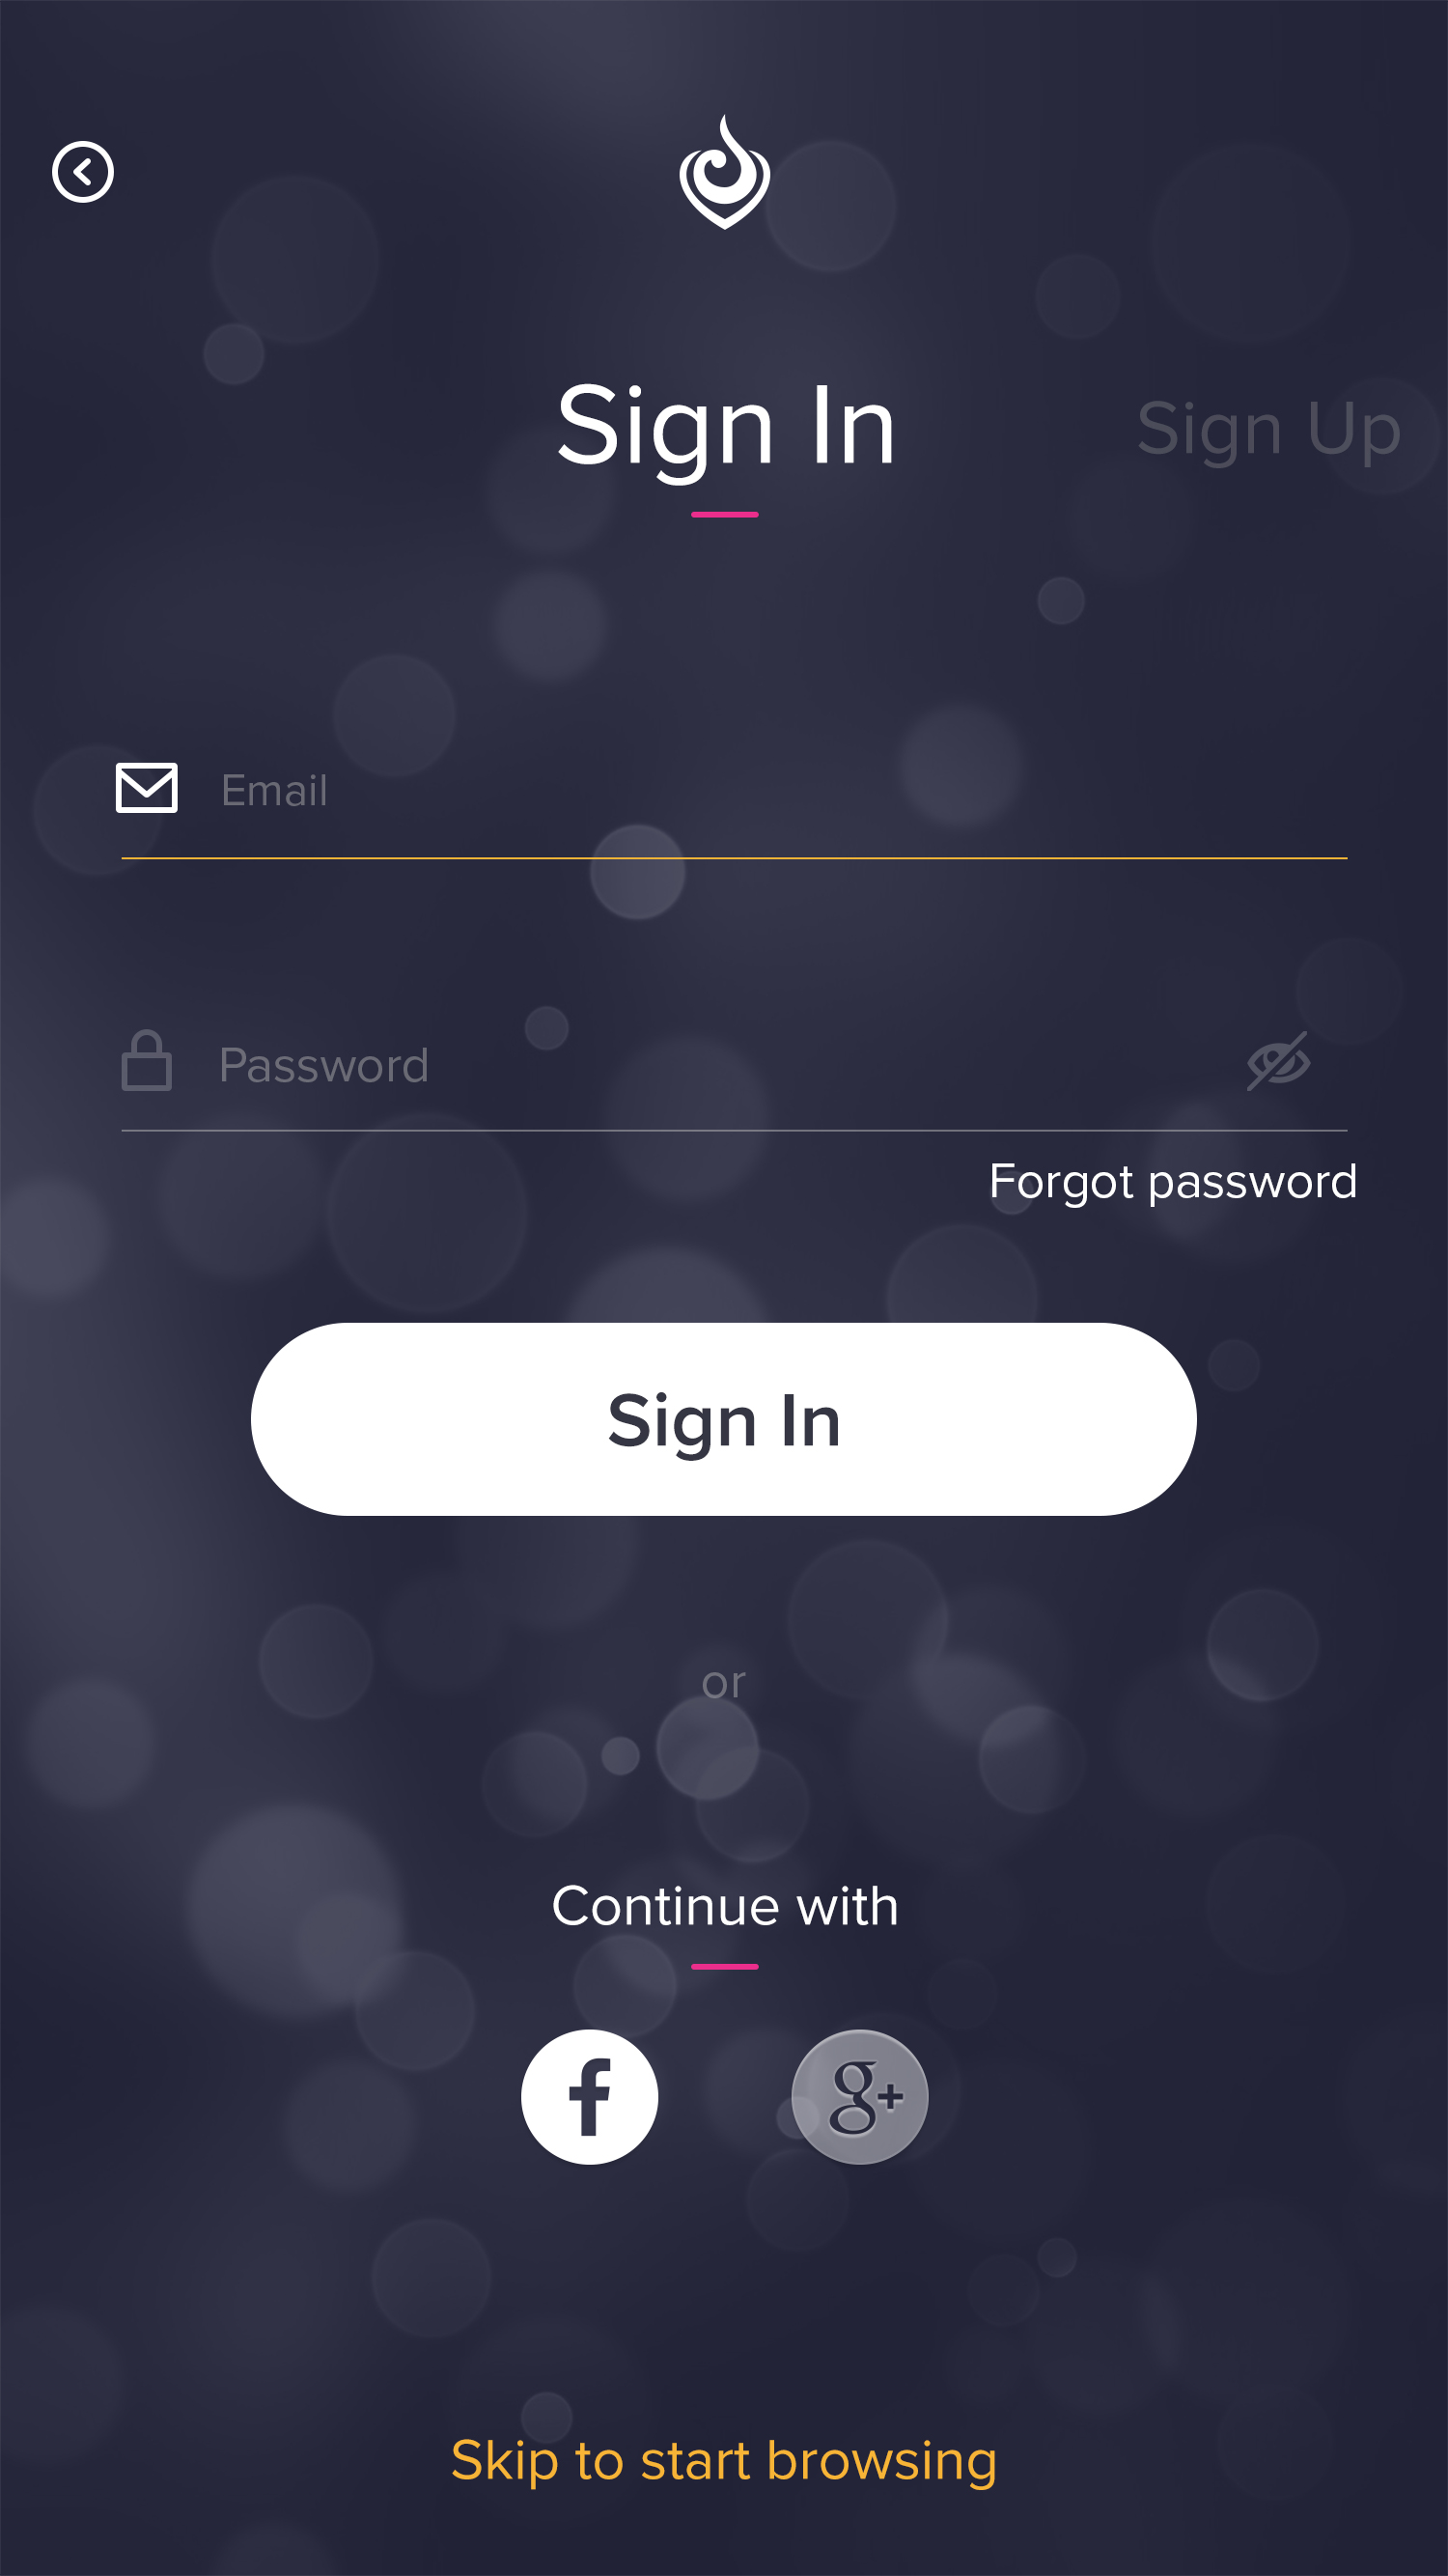 Sign In
Sign Up
Email
Password
Forgot password
Sign In
or
Continue with
f
g+
Skip to start browsing